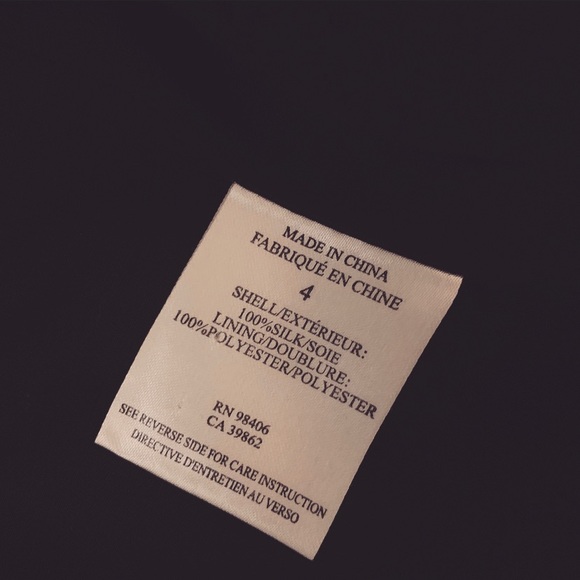 MADE IN CHINA
FABRIQUÉ EN CHINE
4
SHELL/EXTÉRIEUR:
100%SILK/SOIE
LINING/DOUBLURE:
100%POLYESTER/POLYESTER
RN 98406
CA 39862
SEE REVERSE SIDE FOR CARE INSTRUCTION
DIRECTIVE D'ENTRETIEN AU VERSO